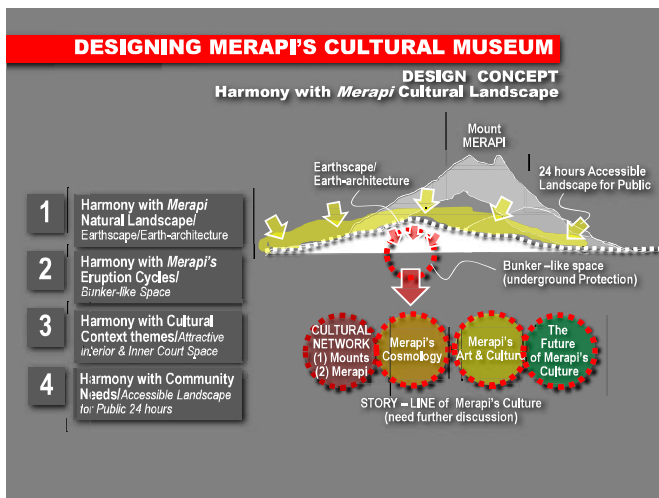 DESIGNING MERAPI'S CULTURAL MUSEUM
DESIGN CONCEPT
Harmony with Merapi Cultural Landscape
Mount
MERAPI
Earthscape/
Earth-architecture
24 hours Accessible
Landscape for Public
1
Harmony with Merapi
Natural Landscape/
Earthscape/Earth-architecture
2
Harmony with Merapi's
Eruption Cycles/
Bunker-like Space
3
Harmony with Cultural
Context themes/Attractive
interior & Inner Court Space
4
Harmony with Community
Needs/Accessible Landscape
for Public 24 hours
Bunker –like space
(underground Protection)
CULTURAL
NETWORK
(1) Mounts
(2) Merapi
Merapi's
Cosmology
Merapi's
Art & Culture
The
Future
of Merapi's
Culture
STORY – LINE of Merapi's Culture
(need further discussion)